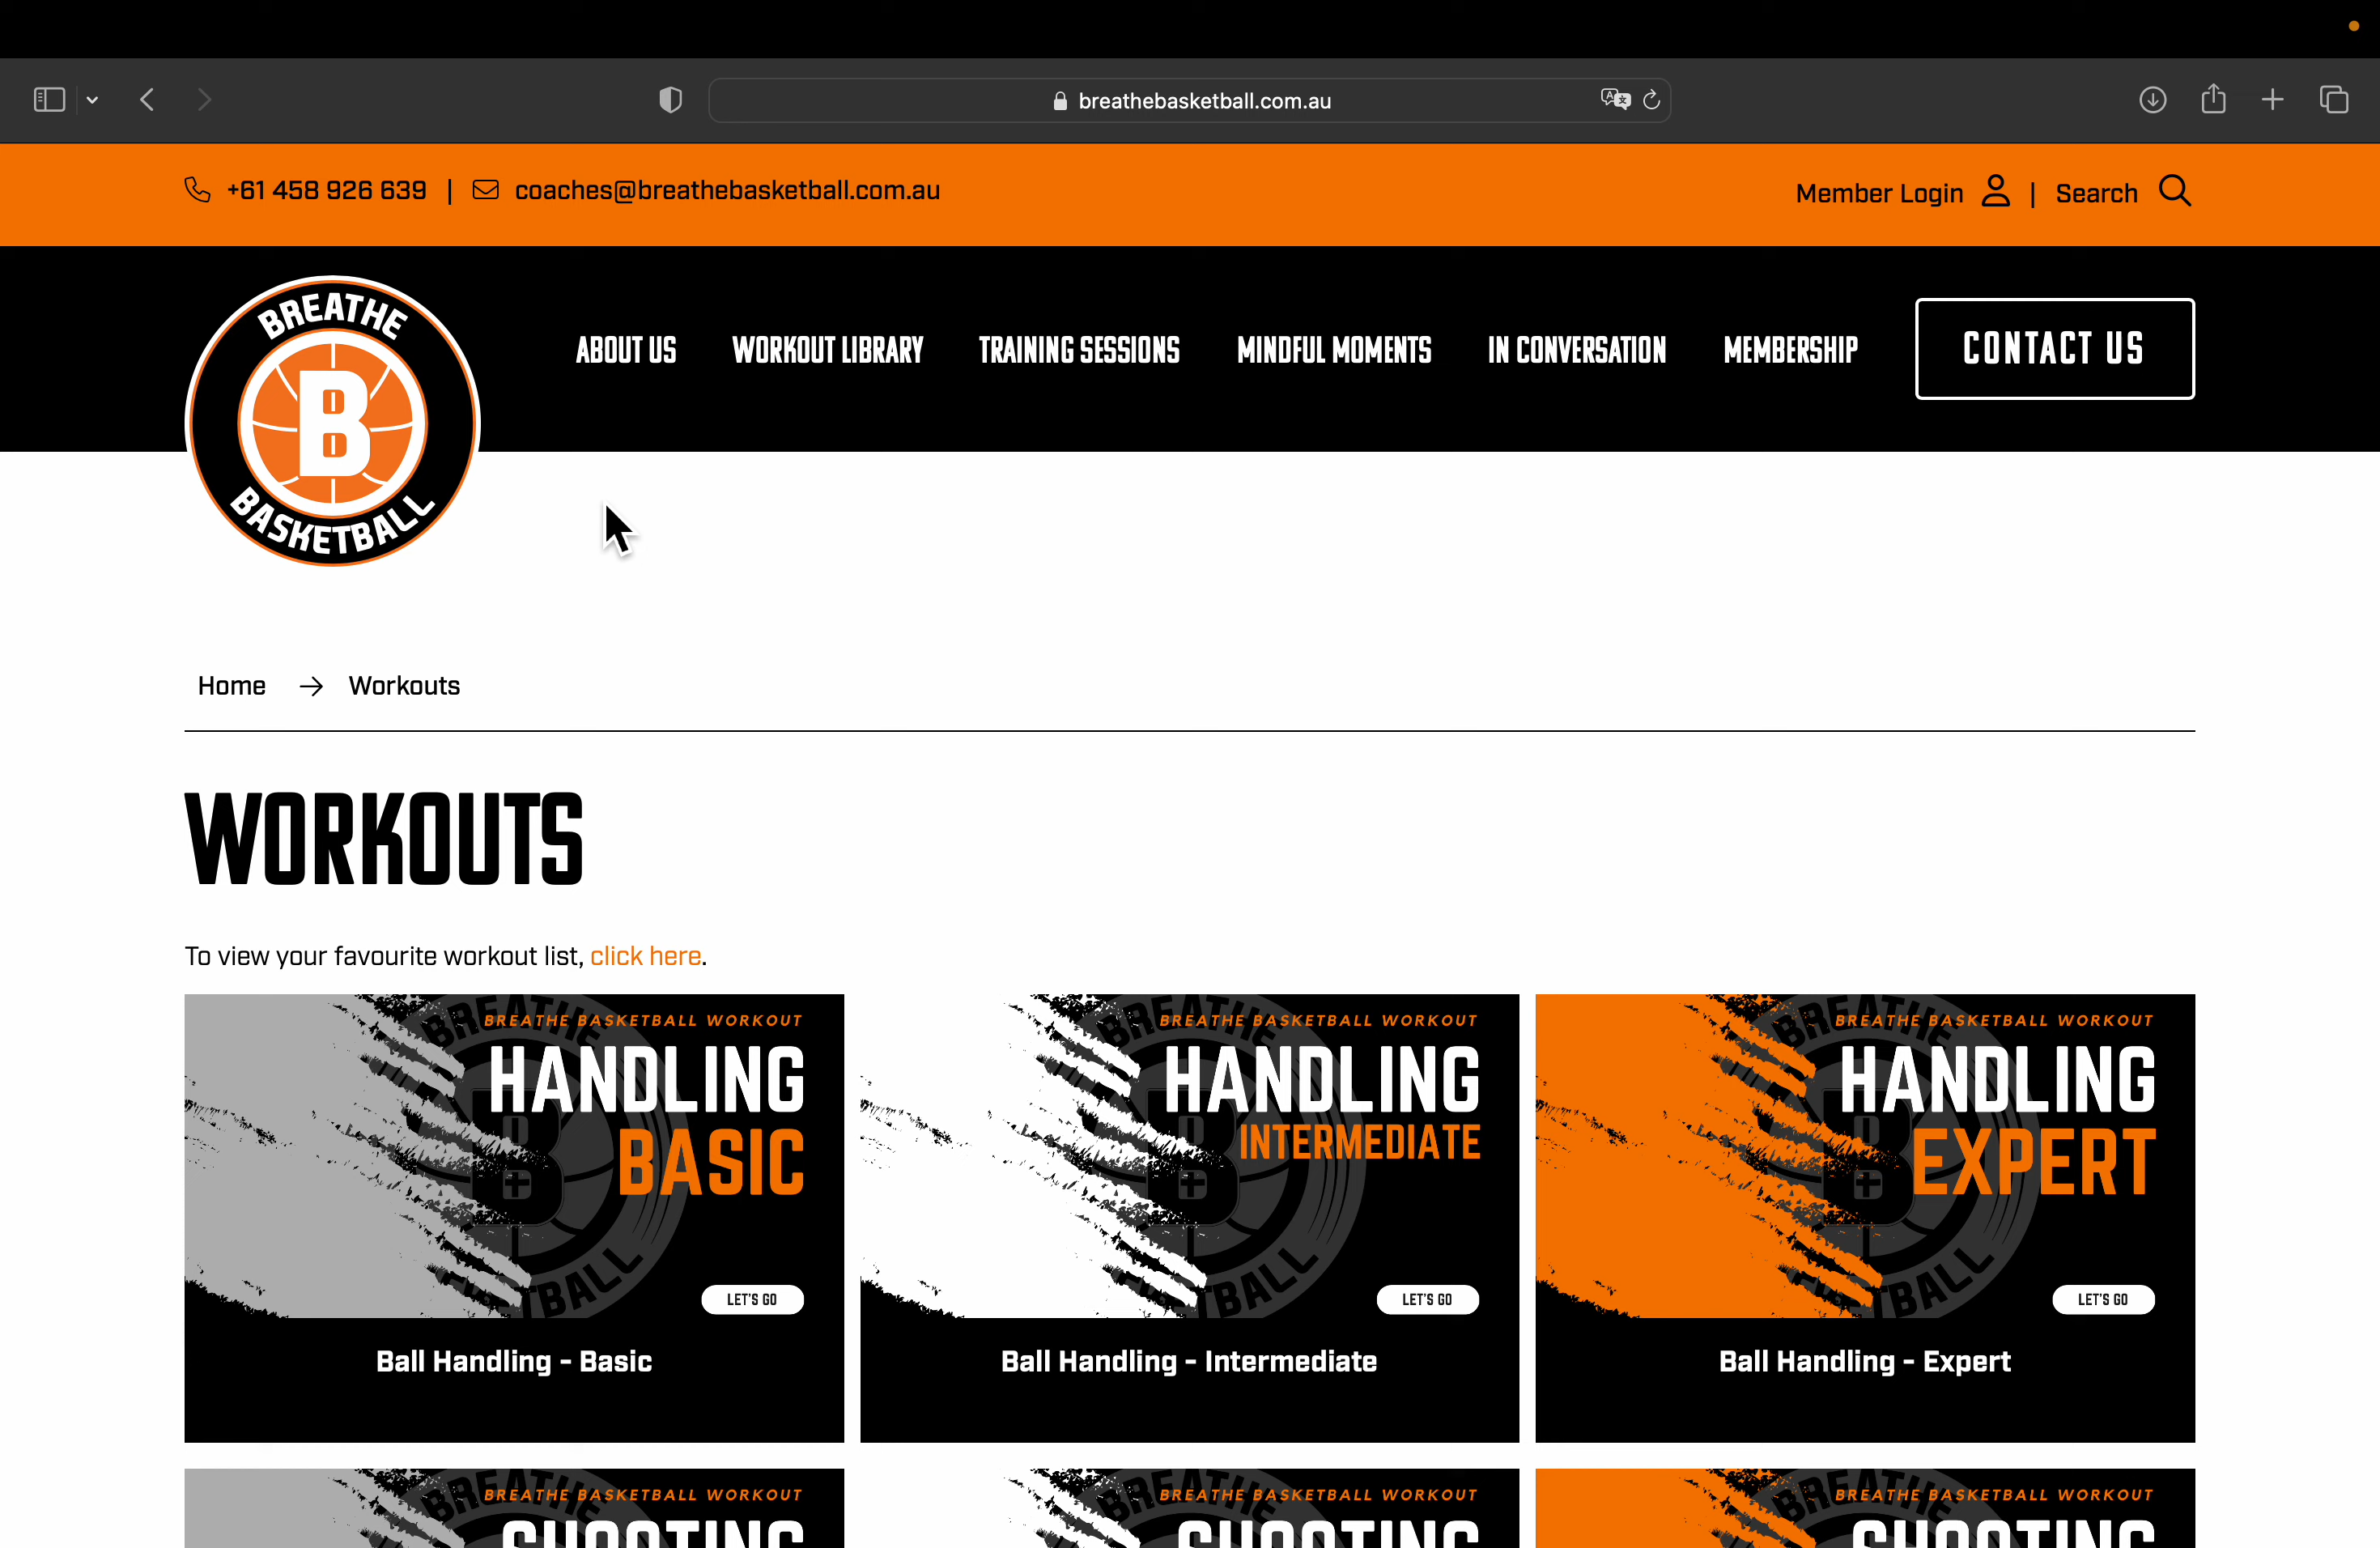 breathebasketball.com.au
+61 458 926 639 | coaches@breathebasketball.com.au
Member Login | Search
BREATHE
B
BASKETBALL
ABOUT US WORKOUT LIBRARY TRAINING SESSIONS MINDFUL MOMENTS IN CONVERSATION MEMBERSHIP CONTACT US
Home → Workouts
WORKOUTS
To view your favourite workout list, click here.
BREATHE BASKETBALL WORKOUT
HANDLING
BASIC
LET'S GO
Ball Handling - Basic
BREATHE BASKETBALL WORKOUT
HANDLING
INTERMEDIATE
LET'S GO
Ball Handling - Intermediate
BREATHE BASKETBALL WORKOUT
HANDLING
EXPERT
LET'S GO
Ball Handling - Expert
BREATHE BASKETBALL WORKOUT
SHOOTING
BREATHE BASKETBALL WORKOUT
SHOOTING
BREATHE BASKETBALL WORKOUT
SHOOTING